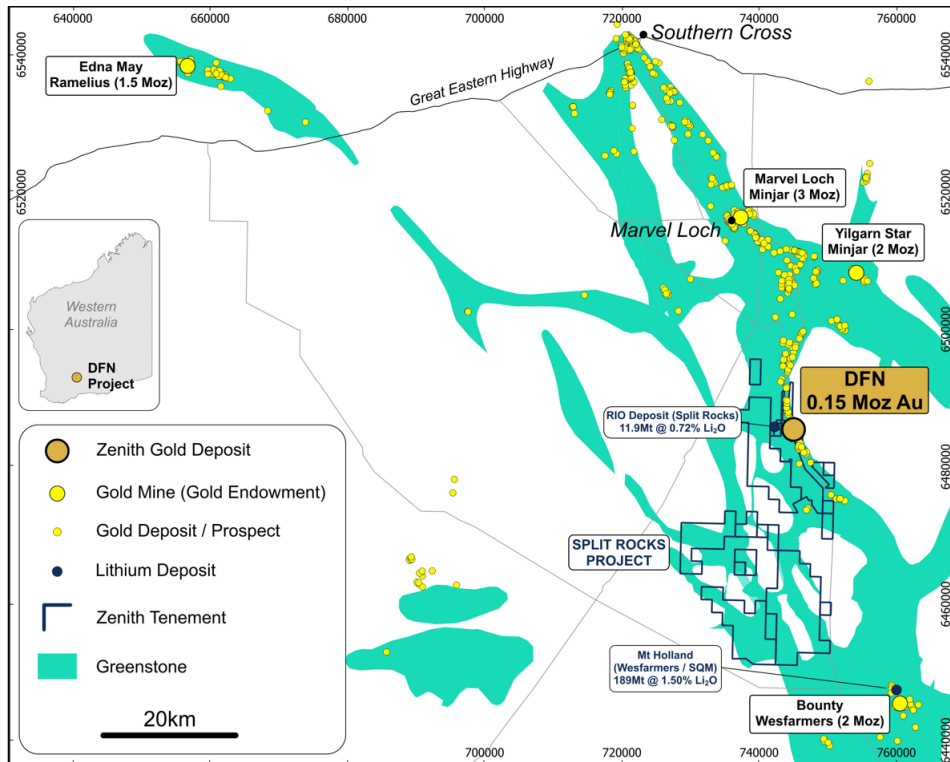 640000
660000
680000
700000
720000
740000
760000
6540000
6540000
Southern Cross
Edna May
Ramelius (1.5 Moz)
Great Eastern Highway
6520000
6520000
Marvel Loch
Minjar (3 Moz)
Marvel Loch
Yilgarn Star
Minjar (2 Moz)
Western
Australia
DFN
Project
6500000
DFN
0.15 Moz Au
RIO Deposit (Split Rocks)
11.9Mt @ 0.72% Li₂O
Zenith Gold Deposit
Gold Mine (Gold Endowment)
Gold Deposit / Prospect
Lithium Deposit
Zenith Tenement
Greenstone
20km
6480000
SPLIT ROCKS
PROJECT
6460000
Mt Holland
(Wesfarmers / SQM)
189Mt @ 1.50% Li₂O
Bounty
Wesfarmers (2 Moz)
6440000
700000
720000
740000
760000